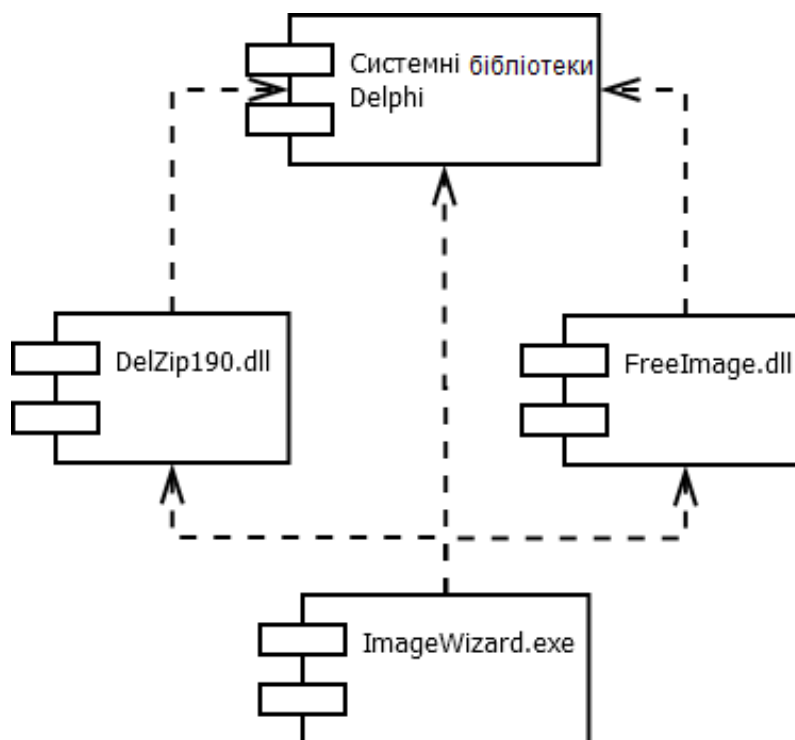 Системні бібліотеки
Delphi
DelZip190.dll
FreeImage.dll
ImageWizard.exe